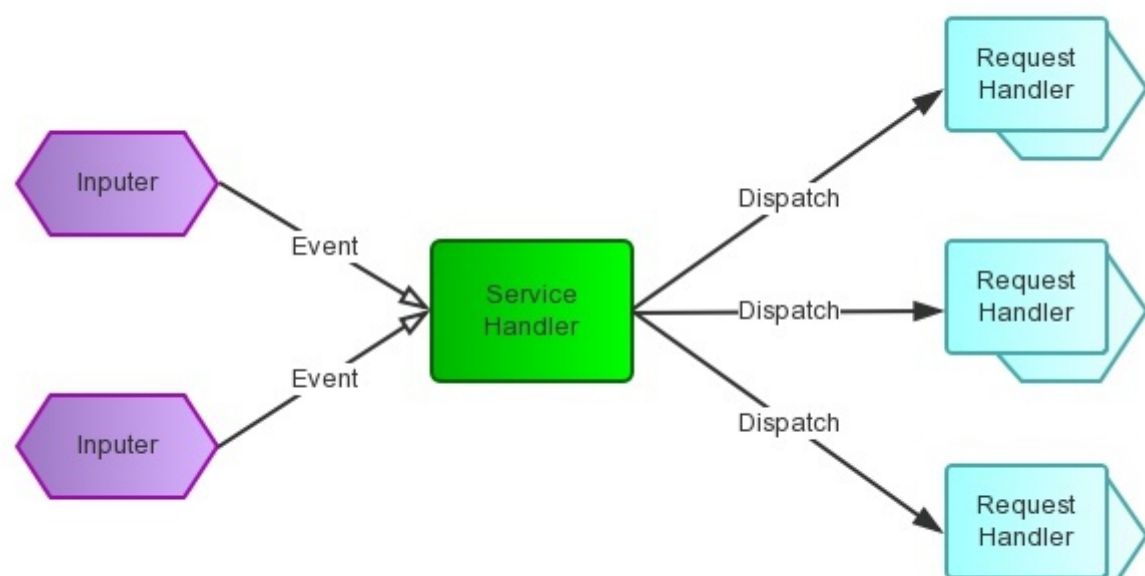 Request
Handler
Inputer
Dispatch
Event
Service
Handler
Dispatch
Request
Handler
Event
Inputer
Dispatch
Request
Handler